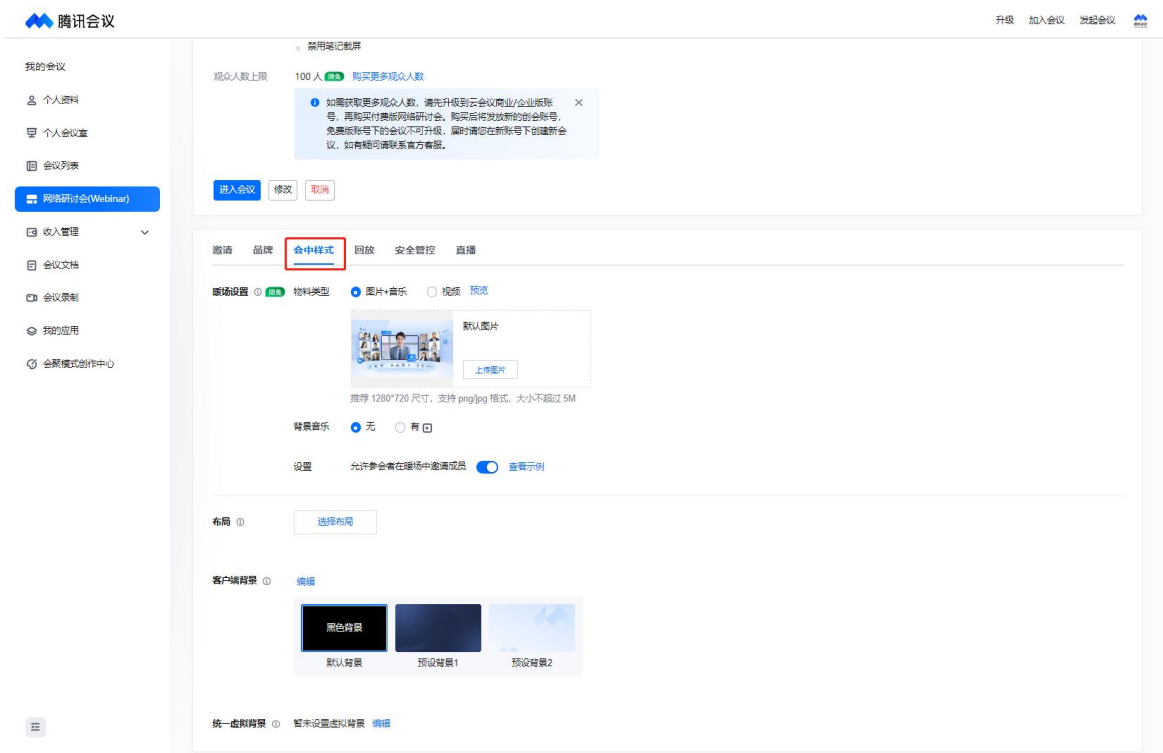 腾讯会议
升级 加入会议 发起会议
我的会议
个人资料
个人会议室
会议列表
网络研讨会(Webinar)
收入管理
会议文档
会议录制
我的应用
会聚模式创作中心
禁用笔记截屏
观众人数上限 100 人 限免 购买更多观众人数
如需获取更多观众人数，请先升级到云会议商业/企业版账
号，再购买付费版网络研讨会。购买后将发放新的创会账号，
免费版账号下的会议不可升级，届时请您在新账号下创建新会
议，如有疑问请联系官方客服。
进入会议 修改 取消
邀请 品牌 会中样式 回放 安全管控 直播
暖场设置 限免 物料类型 图片+音乐 视频 预览
默认图片
上传图片
推荐 1280*720 尺寸，支持 png/jpg 格式，大小不超过 5M
背景音乐 无 有
设置 允许参会者在暖场中邀请成员 查看示例
布局 选择布局
客户端背景 编辑
黑色背景
默认背景 预设背景1 预设背景2
统一虚拟背景 暂未设置虚拟背景 编辑